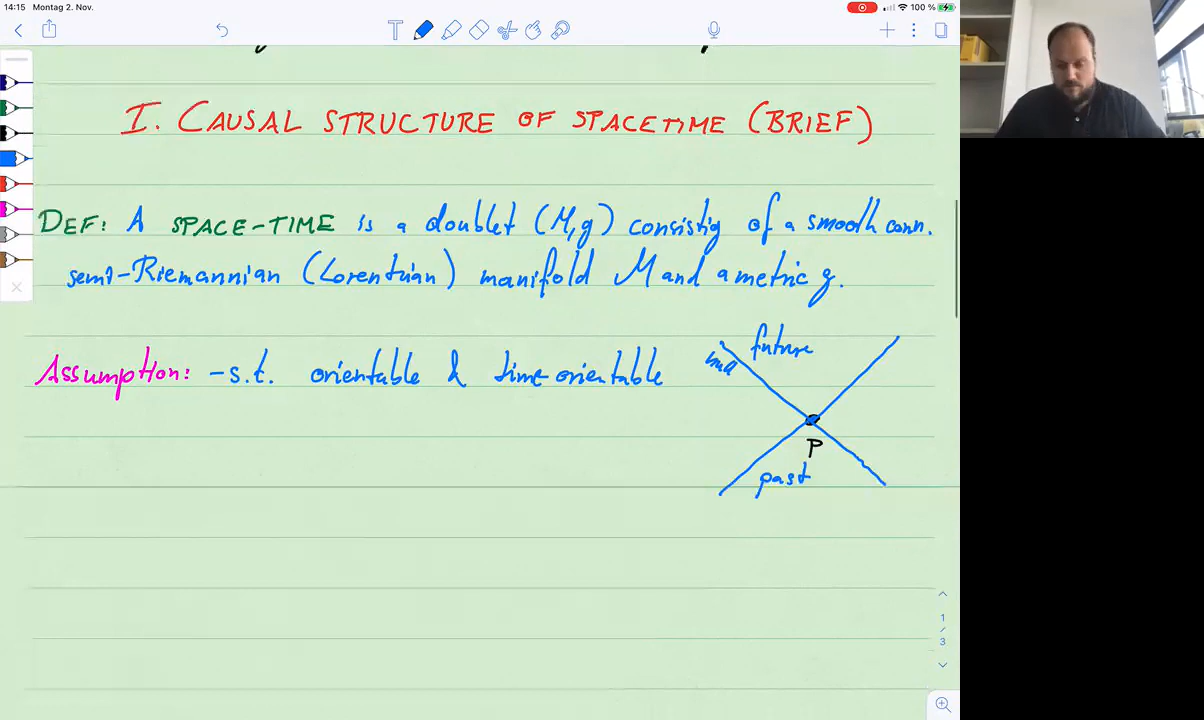 14:15 Montag 2. Nov.
100 %
I. CAUSAL STRUCTURE OF SPACETIME (BRIEF)
DEF: A SPACE-TIME is a doublet (M,g) consistig of a smooth conn.
semi-Riemannian (Lorentzian) manifold M and a metric g.
Assumption: - s.t. orientable & time orientable
future
P
past
1
/
3